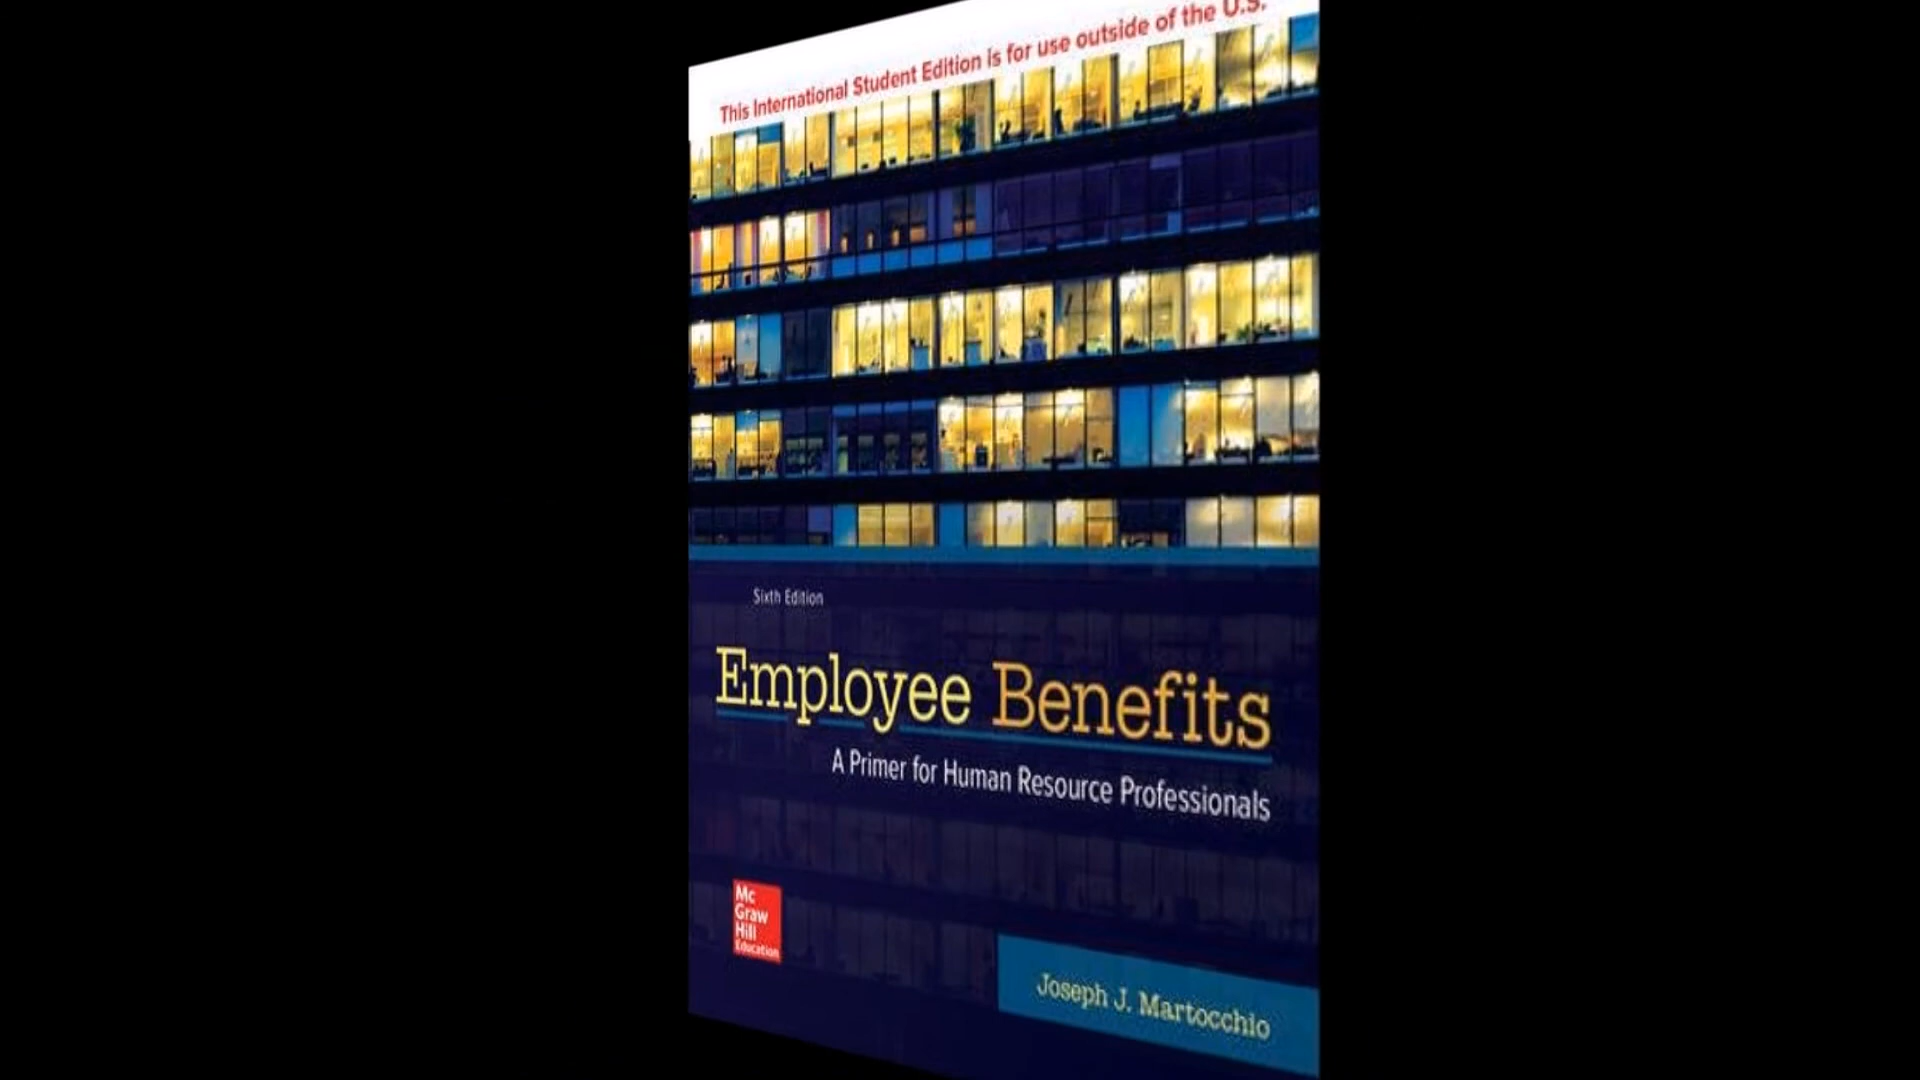 This International Student Edition is for use outside of the U.S.
Sixth Edition
Employee Benefits
A Primer for Human Resource Professionals
Mc
Graw
Hill
Education
Joseph J. Martocchio